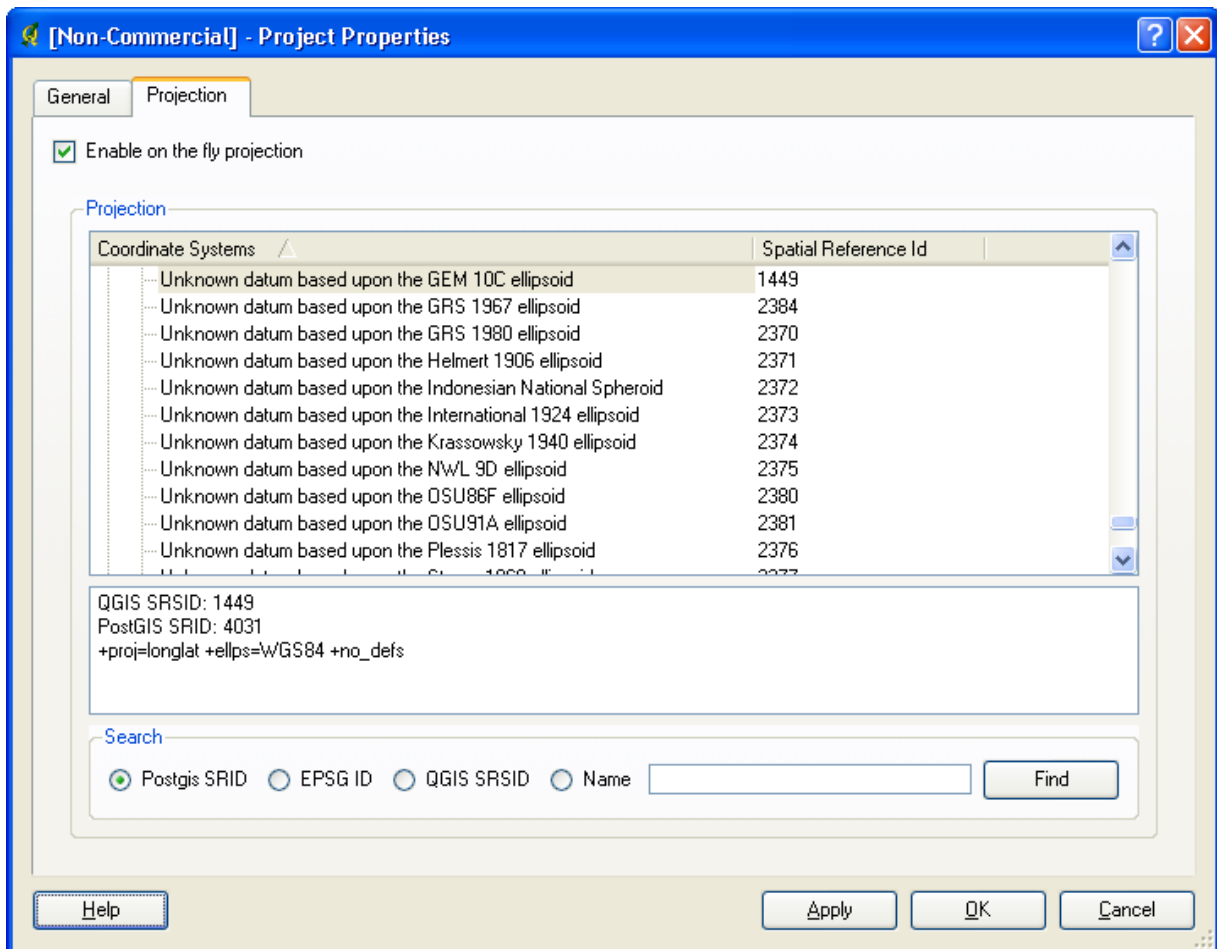 [Non-Commercial] - Project Properties
General Projection
Enable on the fly projection
Projection
Coordinate Systems Spatial Reference Id
Unknown datum based upon the GEM 10C ellipsoid 1449
Unknown datum based upon the GRS 1967 ellipsoid 2384
Unknown datum based upon the GRS 1980 ellipsoid 2370
Unknown datum based upon the Helmert 1906 ellipsoid 2371
Unknown datum based upon the Indonesian National Spheroid 2372
Unknown datum based upon the International 1924 ellipsoid 2373
Unknown datum based upon the Krassowsky 1940 ellipsoid 2374
Unknown datum based upon the NWL 9D ellipsoid 2375
Unknown datum based upon the OSU86F ellipsoid 2380
Unknown datum based upon the OSU91A ellipsoid 2381
Unknown datum based upon the Plessis 1817 ellipsoid 2376
QGIS SRSID: 1449
PostGIS SRID: 4031
+proj=longlat +ellps=WGS84 +no_defs
Search
Postgis SRID EPSG ID QGIS SRSID Name Find
Help Apply OK Cancel